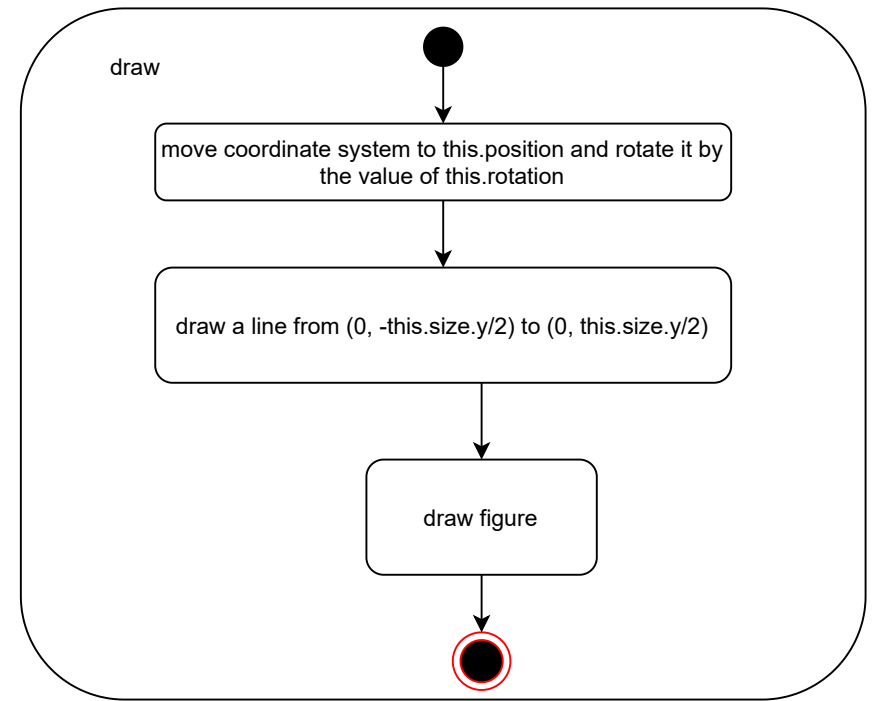 draw
move coordinate system to this.position and rotate it by
the value of this.rotation
draw a line from (0, -this.size.y/2) to (0, this.size.y/2)
draw figure